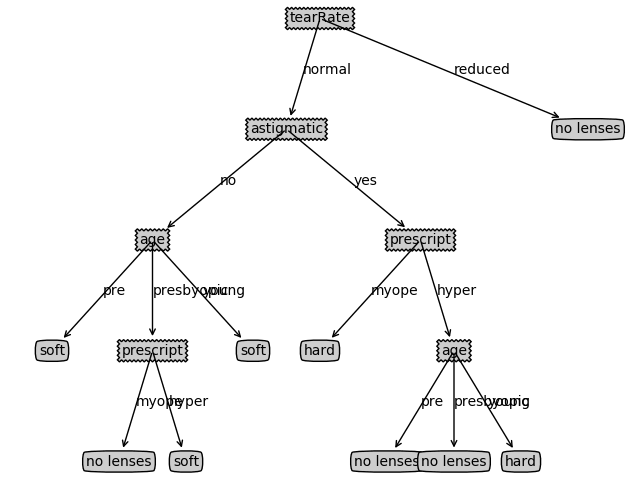 tearRate
normal
reduced
astigmatic
no lenses
no
yes
age
prescript
pre
presbyopic
young
myope
hyper
soft
prescript
soft
hard
age
myope
hyper
pre
presbyopic
young
no lenses
soft
no lenses
no lenses
hard